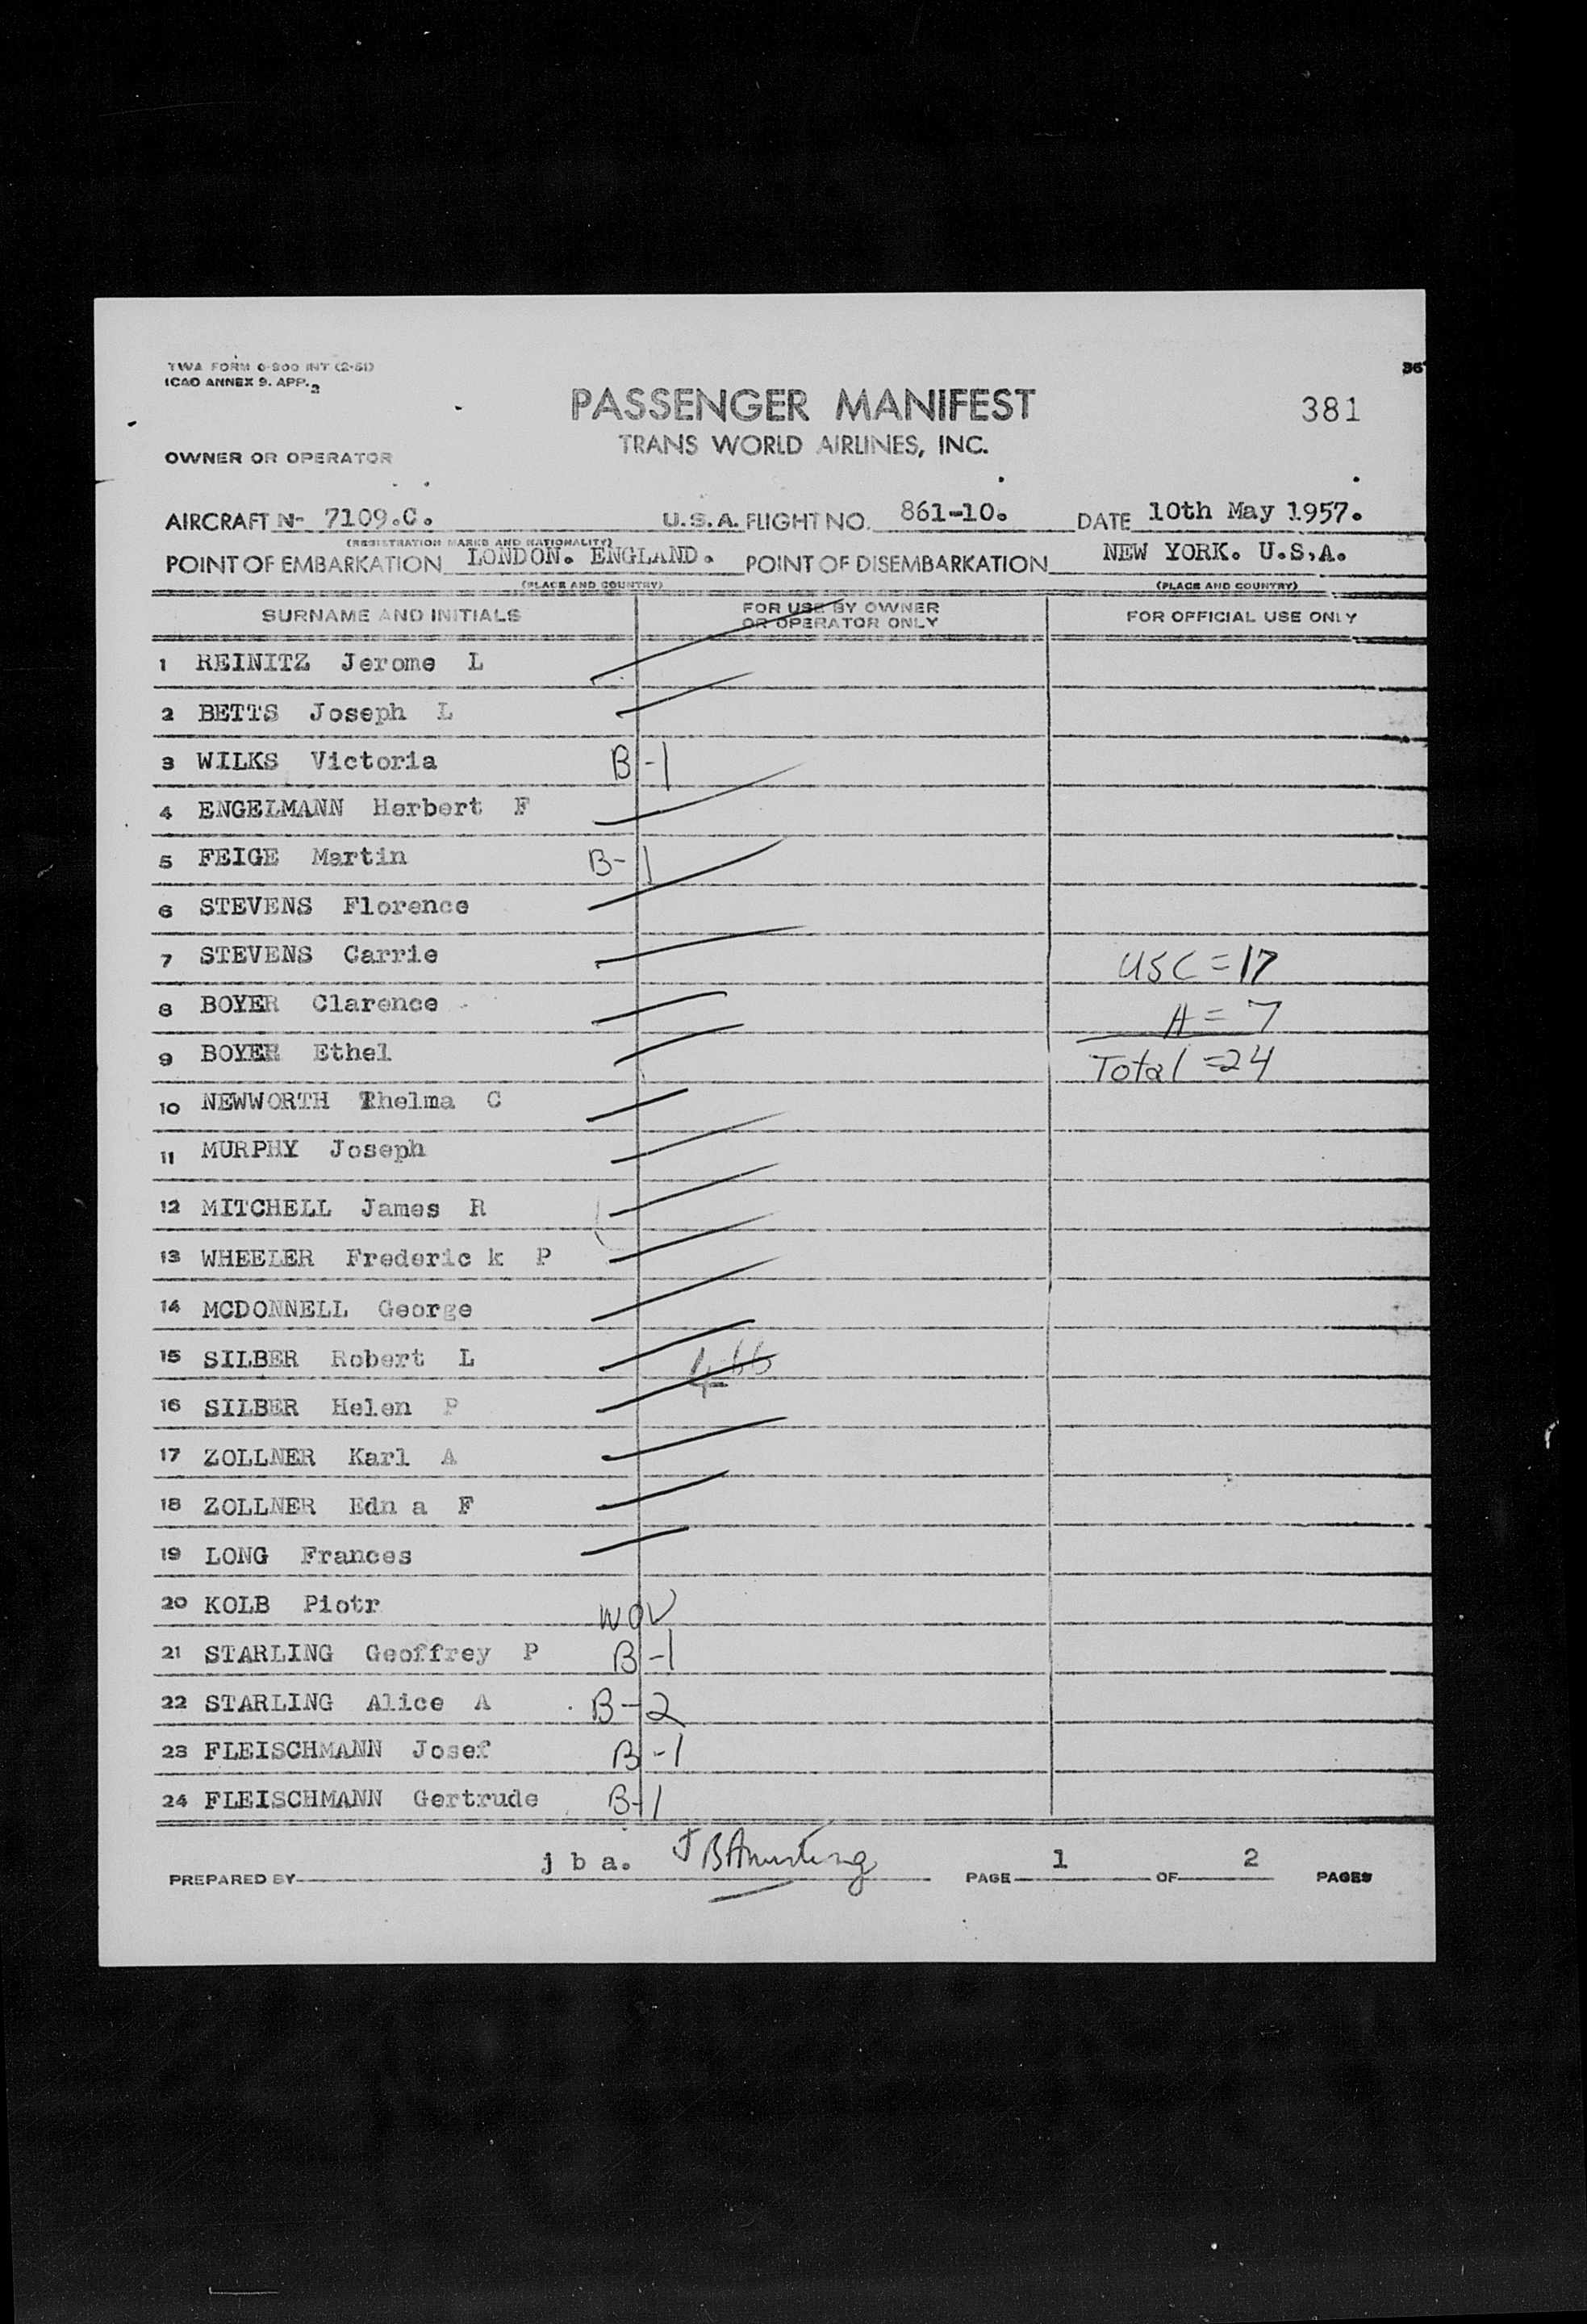 TWA FORM 0-900 INT (2-51)
ICAO ANNEX 9. APP. 2
36
PASSENGER MANIFEST
381
TRANS WORLD AIRLINES, INC.
OWNER OR OPERATOR
AIRCRAFT N- 7109.C. U.S.A. FLIGHT NO. 861-10. DATE 10th May 1957.
(REGISTRATION MARKS AND NATIONALITY)
POINT OF EMBARKATION LONDON. ENGLAND. POINT OF DISEMBARKATION NEW YORK. U.S.A.
(PLACE AND COUNTRY) (PLACE AND COUNTRY)
SURNAME AND INITIALS FOR USE BY OWNER OR OPERATOR ONLY FOR OFFICIAL USE ONLY
1 REINITZ Jerome L
2 BETTS Joseph L
3 WILKS Victoria B-1
4 ENGELMANN Herbert F
5 FEIGE Martin B-1
6 STEVENS Florence
7 STEVENS Carrie USC = 17
8 BOYER Clarence A = 7
9 BOYER Ethel Total = 24
10 NEWWORTH Thelma C
11 MURPHY Joseph
12 MITCHELL James R
13 WHEELER Frederic k P
14 MCDONNELL George
15 SILBER Robert L
16 SILBER Helen P
17 ZOLLNER Karl A
18 ZOLLNER Edn a F
19 LONG Frances
20 KOLB Piotr WOV
21 STARLING Geoffrey P B-1
22 STARLING Alice A B-2
23 FLEISCHMANN Josef B-1
24 FLEISCHMANN Gertrude B-1
PREPARED BY j b a. J B Armstrong PAGE 1 OF 2 PAGES